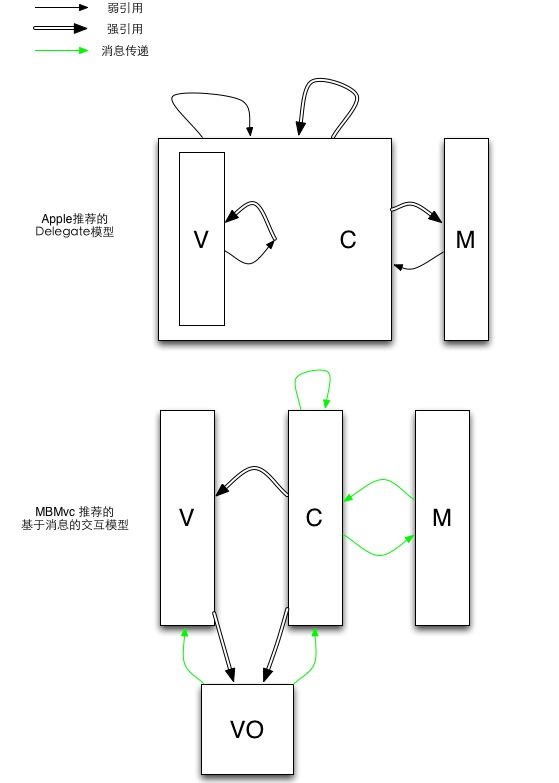 弱引用
强引用
消息传递
Apple推荐的
Delegate模型
V
C
M
MBMvc 推荐的
基于消息的交互模型
V
C
M
VO